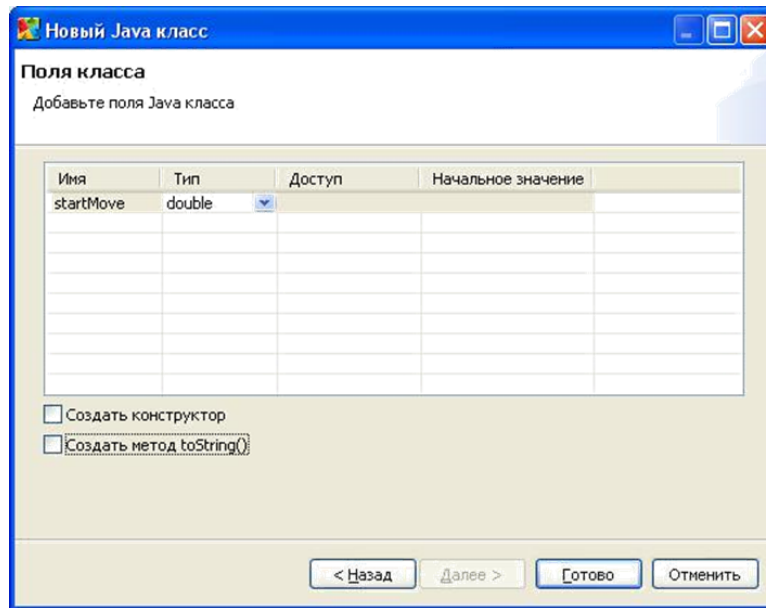 Новый Java класс
Поля класса
Добавьте поля Java класса
Имя Тип Доступ Начальное значение
startMove double
Создать конструктор
Создать метод toString()
< Назад Далее > Готово Отменить